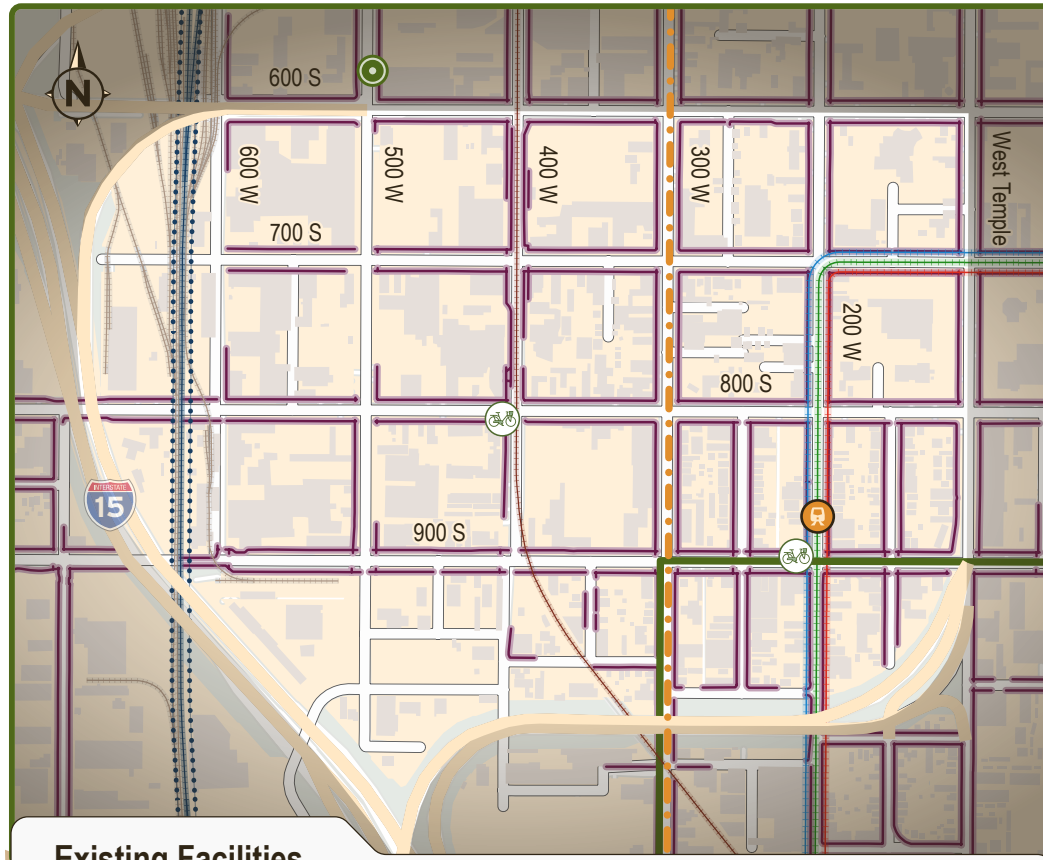 N
600 S
600 W
500 W
400 W
300 W
West Temple
700 S
200 W
800 S
INTERSTATE
15
900 S
Existing Facilities